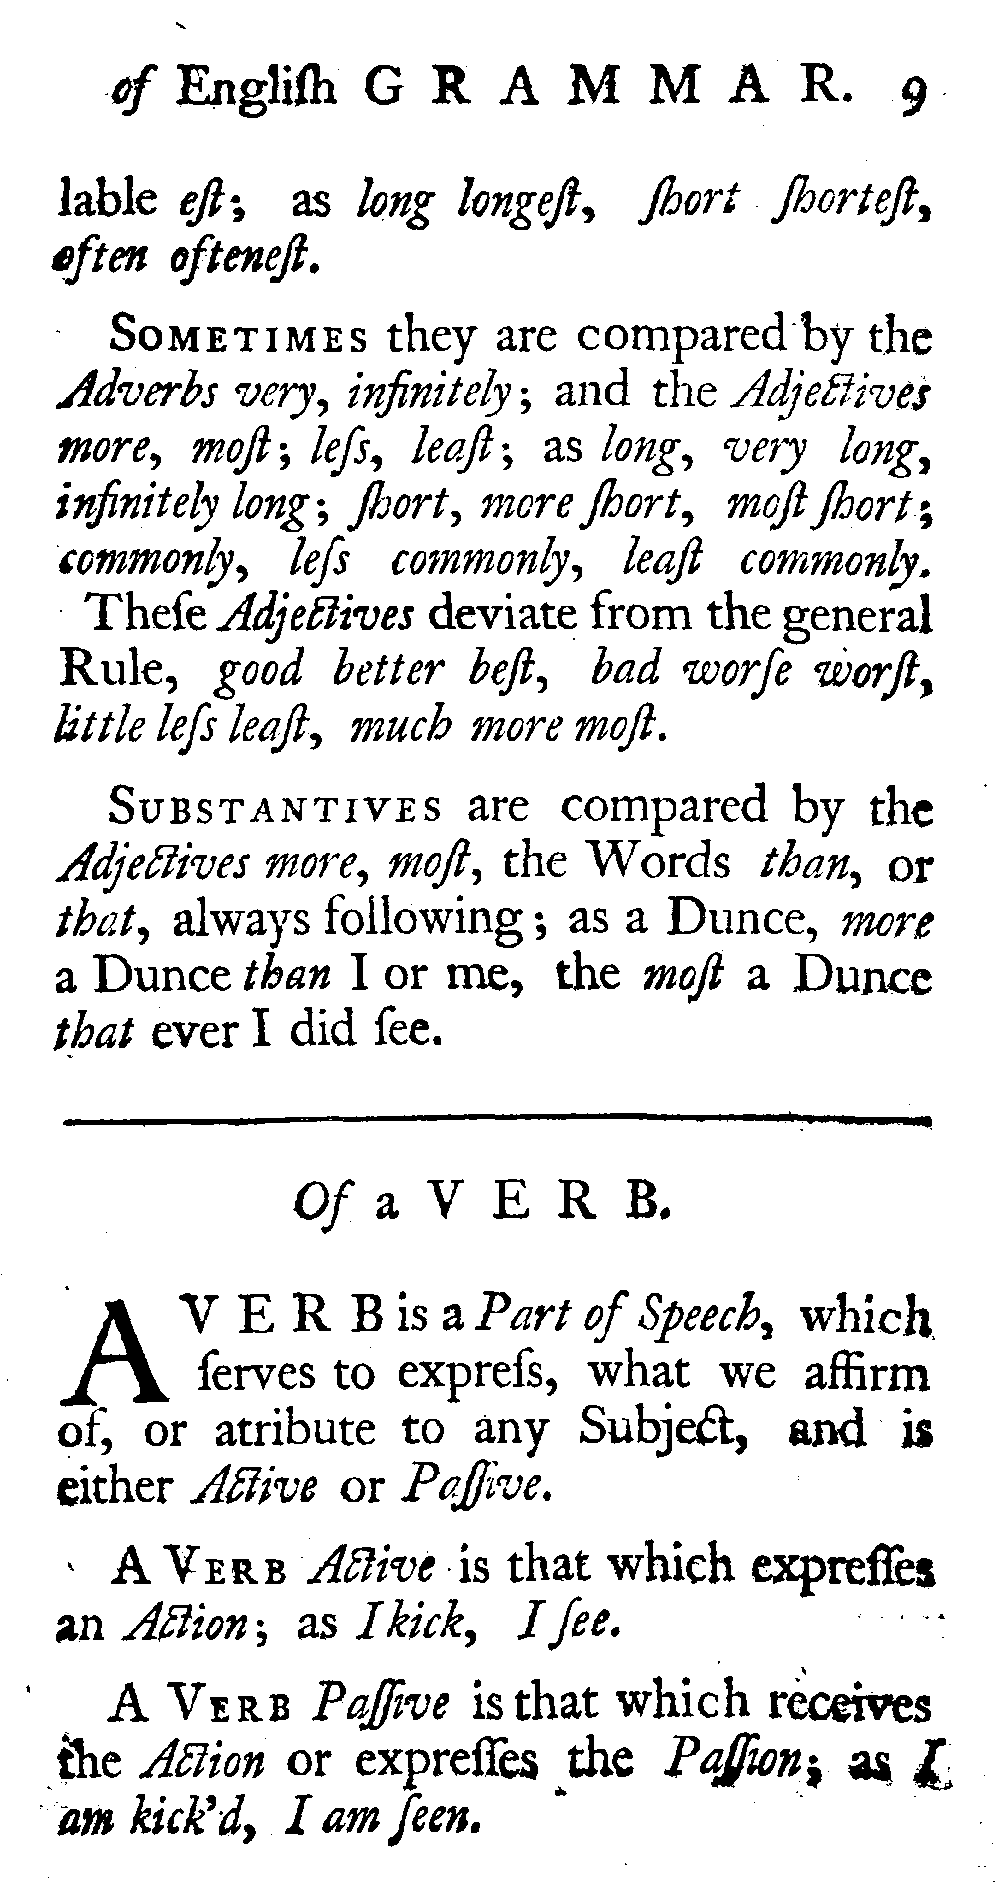 of Engliſh GRAMMAR. 9
lable eſt; as long longeſt, ſhort ſhorteſt,
often ofteneſt.
SOMETIMES they are compared by the
Adverbs very, infinitely; and the Adjectives
more, moſt; leſs, leaſt; as long, very long,
infinitely long; ſhort, more ſhort, moſt ſhort;
commonly, leſs commonly, leaſt commonly.
Theſe Adjectives deviate from the general
Rule, good better beſt, bad worſe worſt,
little leſs leaſt, much more moſt.
SUBSTANTIVES are compared by the
Adjectives more, moſt, the Words than, or
that, always following; as a Dunce, more
a Dunce than I or me, the moſt a Dunce
that ever I did ſee.
Of a VERB.
A VERB is a Part of Speech, which
ſerves to expreſs, what we affirm
of, or atribute to any Subject, and is
either Active or Paſſive.
A VERB Active is that which expreſſes
an Action; as I kick, I ſee.
A VERB Paſſive is that which receives
the Action or expreſſes the Paſſion; as I
am kick'd, I am ſeen.